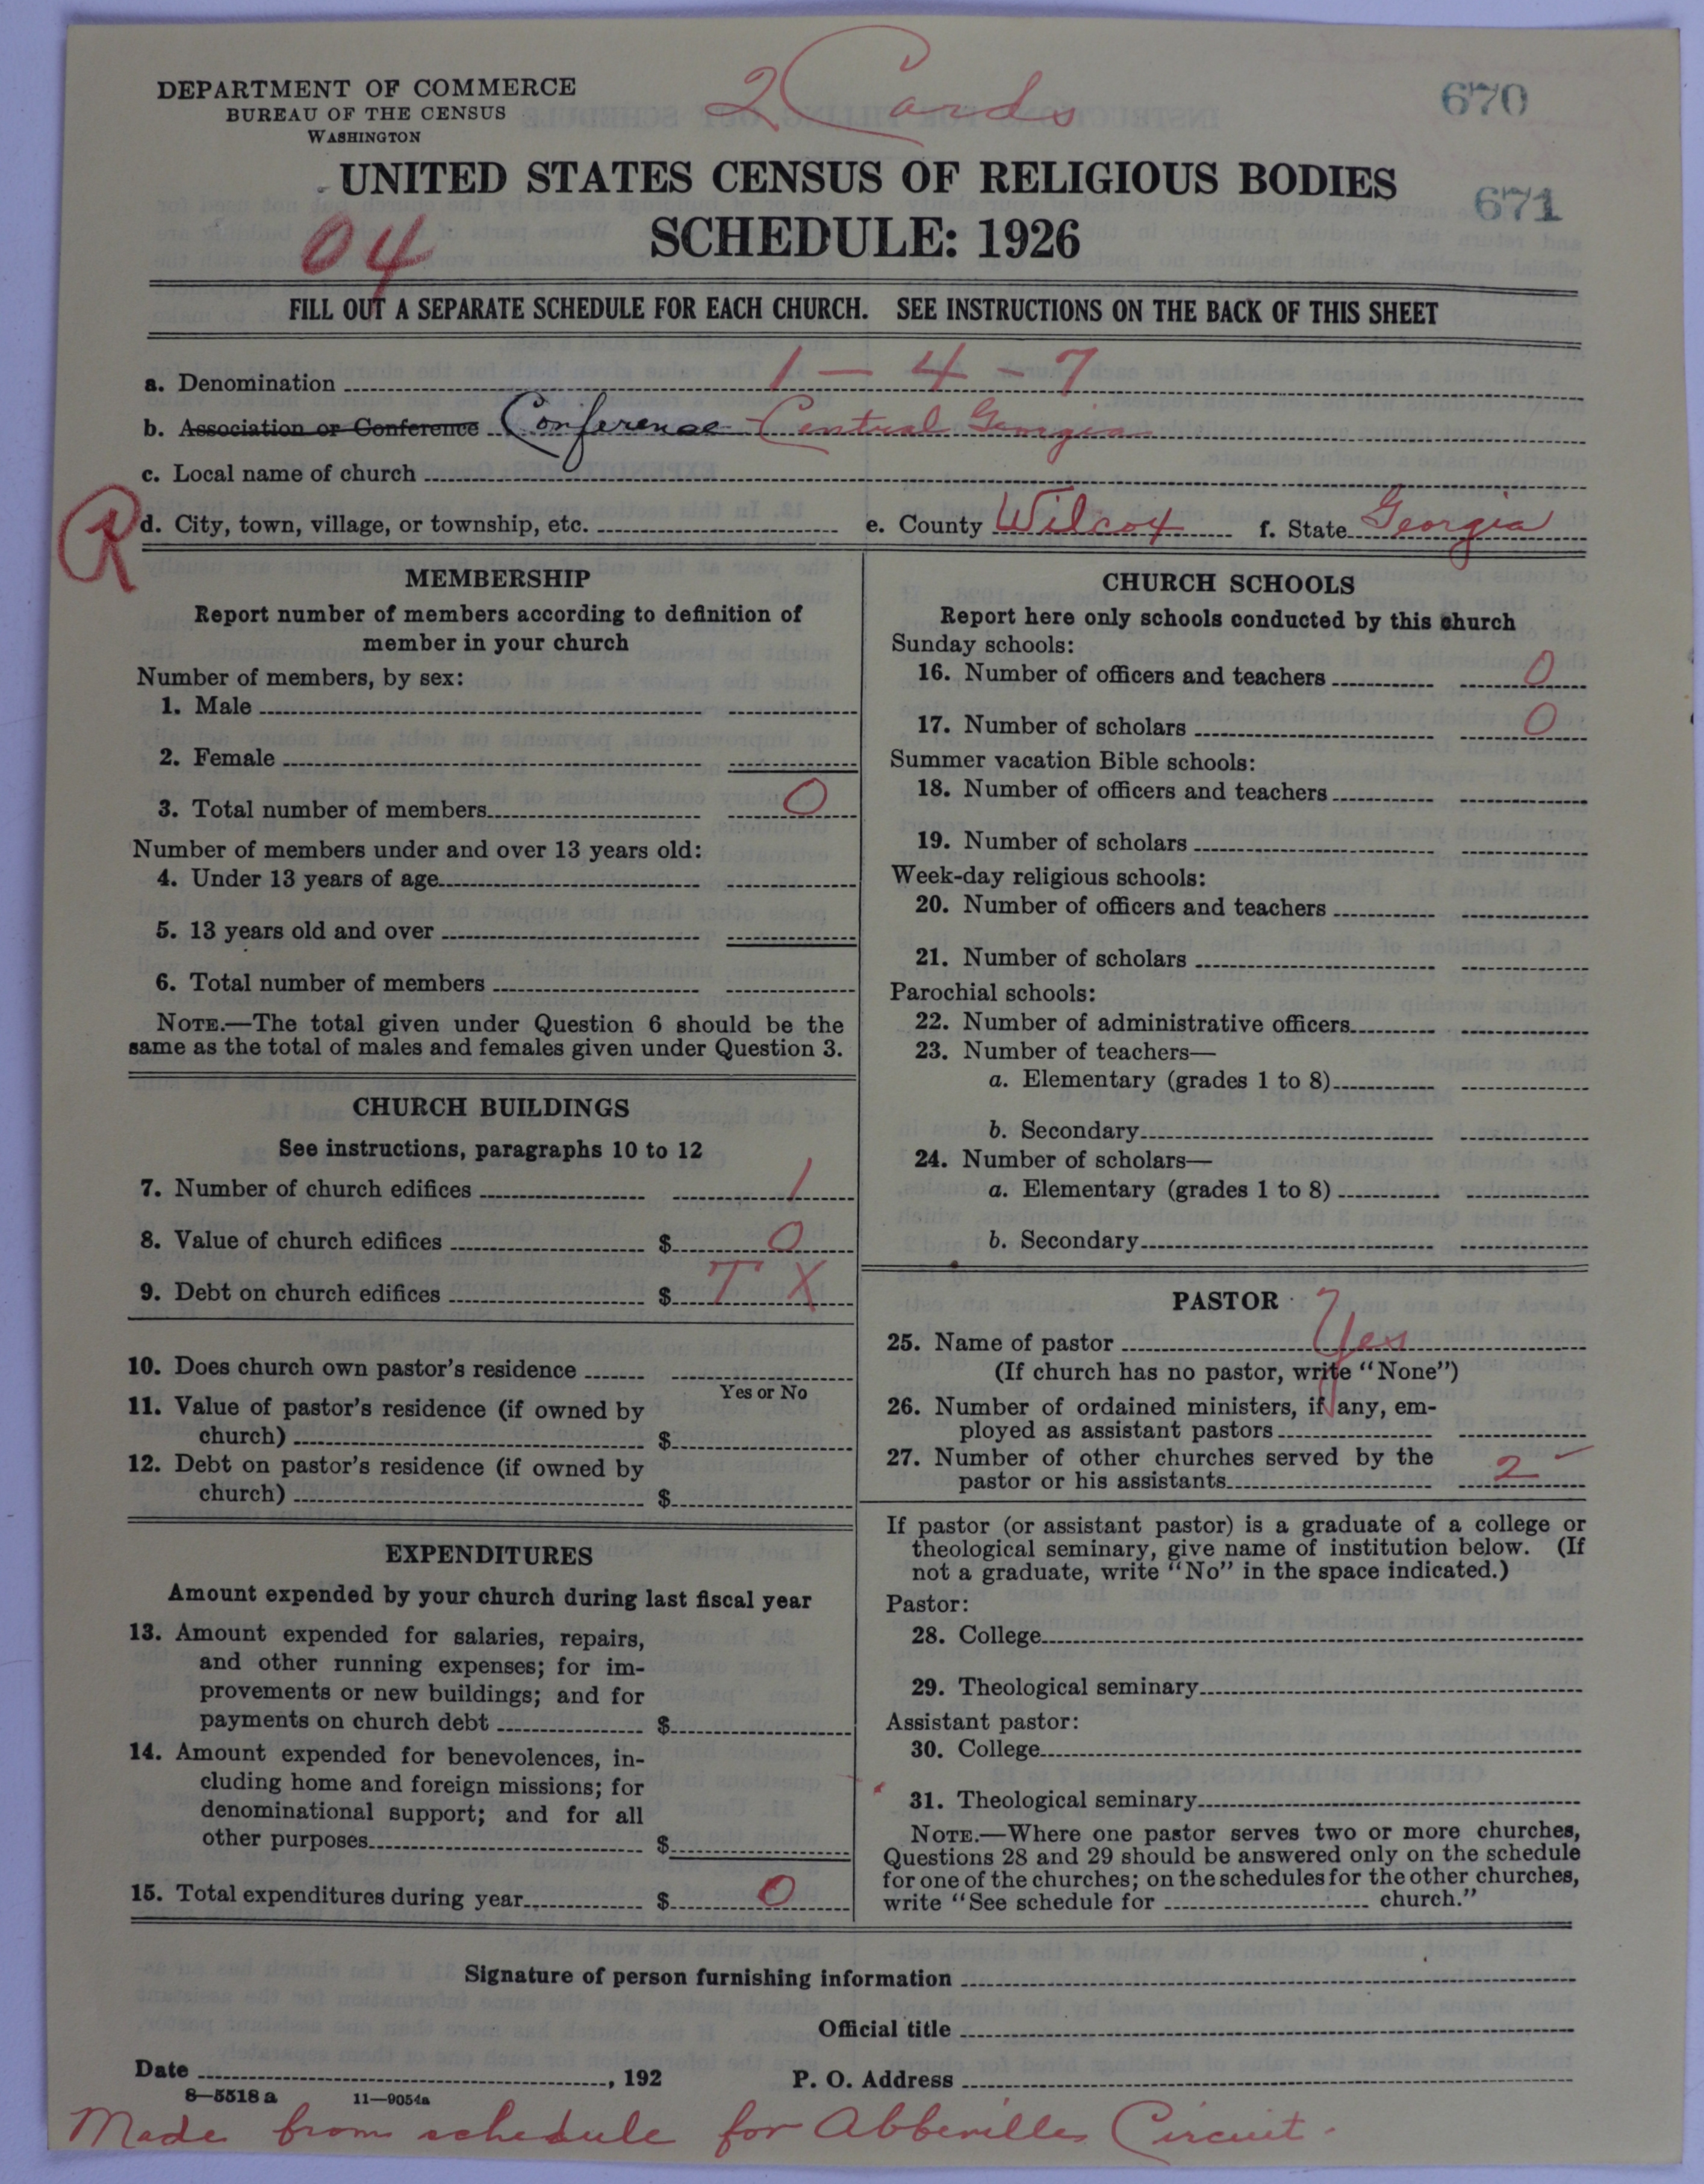 2 Cards
670
DEPARTMENT OF COMMERCE
BUREAU OF THE CENSUS
WASHINGTON
UNITED STATES CENSUS OF RELIGIOUS BODIES
671
04
SCHEDULE: 1926
FILL OUT A SEPARATE SCHEDULE FOR EACH CHURCH. SEE INSTRUCTIONS ON THE BACK OF THIS SHEET
a. Denomination 1 - 4 - 7
b. Association or Conference Conference Central Georgia
c. Local name of church
R
d. City, town, village, or township, etc. e. County Wilcox f. State Georgia
MEMBERSHIP
Report number of members according to definition of
member in your church
Number of members, by sex:
1. Male
2. Female
3. Total number of members 0
Number of members under and over 13 years old:
4. Under 13 years of age
5. 13 years old and over
6. Total number of members
NOTE.—The total given under Question 6 should be the
same as the total of males and females given under Question 3.
CHURCH BUILDINGS
See instructions, paragraphs 10 to 12
7. Number of church edifices 1
8. Value of church edifices $ 0
9. Debt on church edifices $ T X
10. Does church own pastor's residence
Yes or No
11. Value of pastor's residence (if owned by
church) $
12. Debt on pastor's residence (if owned by
church) $
EXPENDITURES
Amount expended by your church during last fiscal year
13. Amount expended for salaries, repairs,
and other running expenses; for im-
provements or new buildings; and for
payments on church debt $
14. Amount expended for benevolences, in-
cluding home and foreign missions; for
denominational support; and for all
other purposes $
15. Total expenditures during year $ 0
CHURCH SCHOOLS
Report here only schools conducted by this church
Sunday schools:
16. Number of officers and teachers 0
17. Number of scholars 0
Summer vacation Bible schools:
18. Number of officers and teachers
19. Number of scholars
Week-day religious schools:
20. Number of officers and teachers
21. Number of scholars
Parochial schools:
22. Number of administrative officers
23. Number of teachers—
a. Elementary (grades 1 to 8)
b. Secondary
24. Number of scholars—
a. Elementary (grades 1 to 8)
b. Secondary
PASTOR
25. Name of pastor Yes
(If church has no pastor, write "None")
26. Number of ordained ministers, if any, em-
ployed as assistant pastors
27. Number of other churches served by the
pastor or his assistants 2
If pastor (or assistant pastor) is a graduate of a college or
theological seminary, give name of institution below. (If
not a graduate, write "No" in the space indicated.)
Pastor:
28. College
29. Theological seminary
Assistant pastor:
30. College
31. Theological seminary
NOTE.—Where one pastor serves two or more churches,
Questions 28 and 29 should be answered only on the schedule
for one of the churches; on the schedules for the other churches,
write "See schedule for church."
Signature of person furnishing information
Official title
Date , 192
P. O. Address
8—5518 a 11—9054a
Made from schedule for Abbeville Circuit.